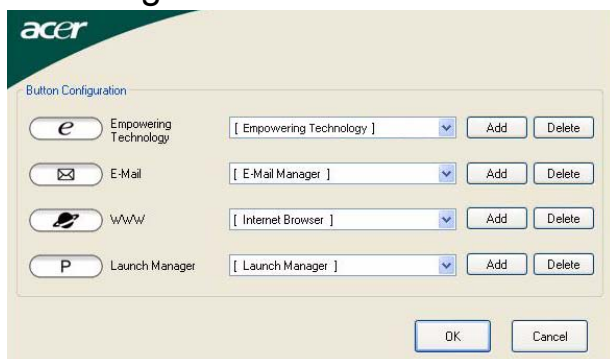 acer
Button Configuration
e Empowering Technology [ Empowering Technology ] Add Delete
E-Mail [ E-Mail Manager ] Add Delete
WWW [ Internet Browser ] Add Delete
P Launch Manager [ Launch Manager ] Add Delete
OK Cancel